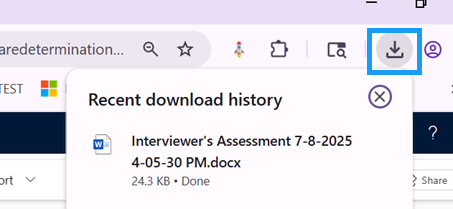 aredetermination...
TEST
Recent download history
Interviewer's Assessment 7-8-2025
4-05-30 PM.docx
24.3 KB • Done
?
ort
Share